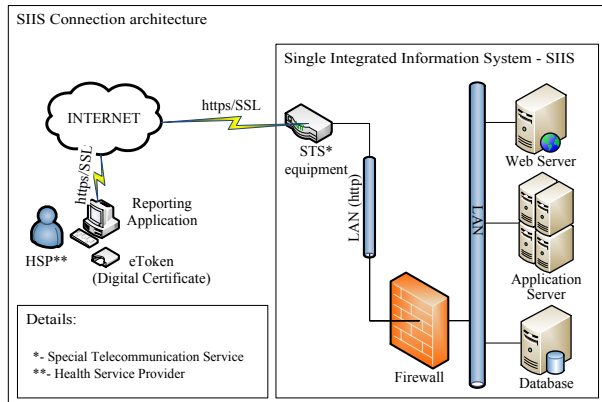 SIIS Connection architecture
Single Integrated Information System - SIIS
INTERNET
https/SSL
https/SSL
STS*
equipment
LAN (http)
LAN
Web Server
Reporting
Application
HSP**
eToken
(Digital Certificate)
Application
Server
Firewall
Database
Details:
*- Special Telecommunication Service
**- Health Service Provider